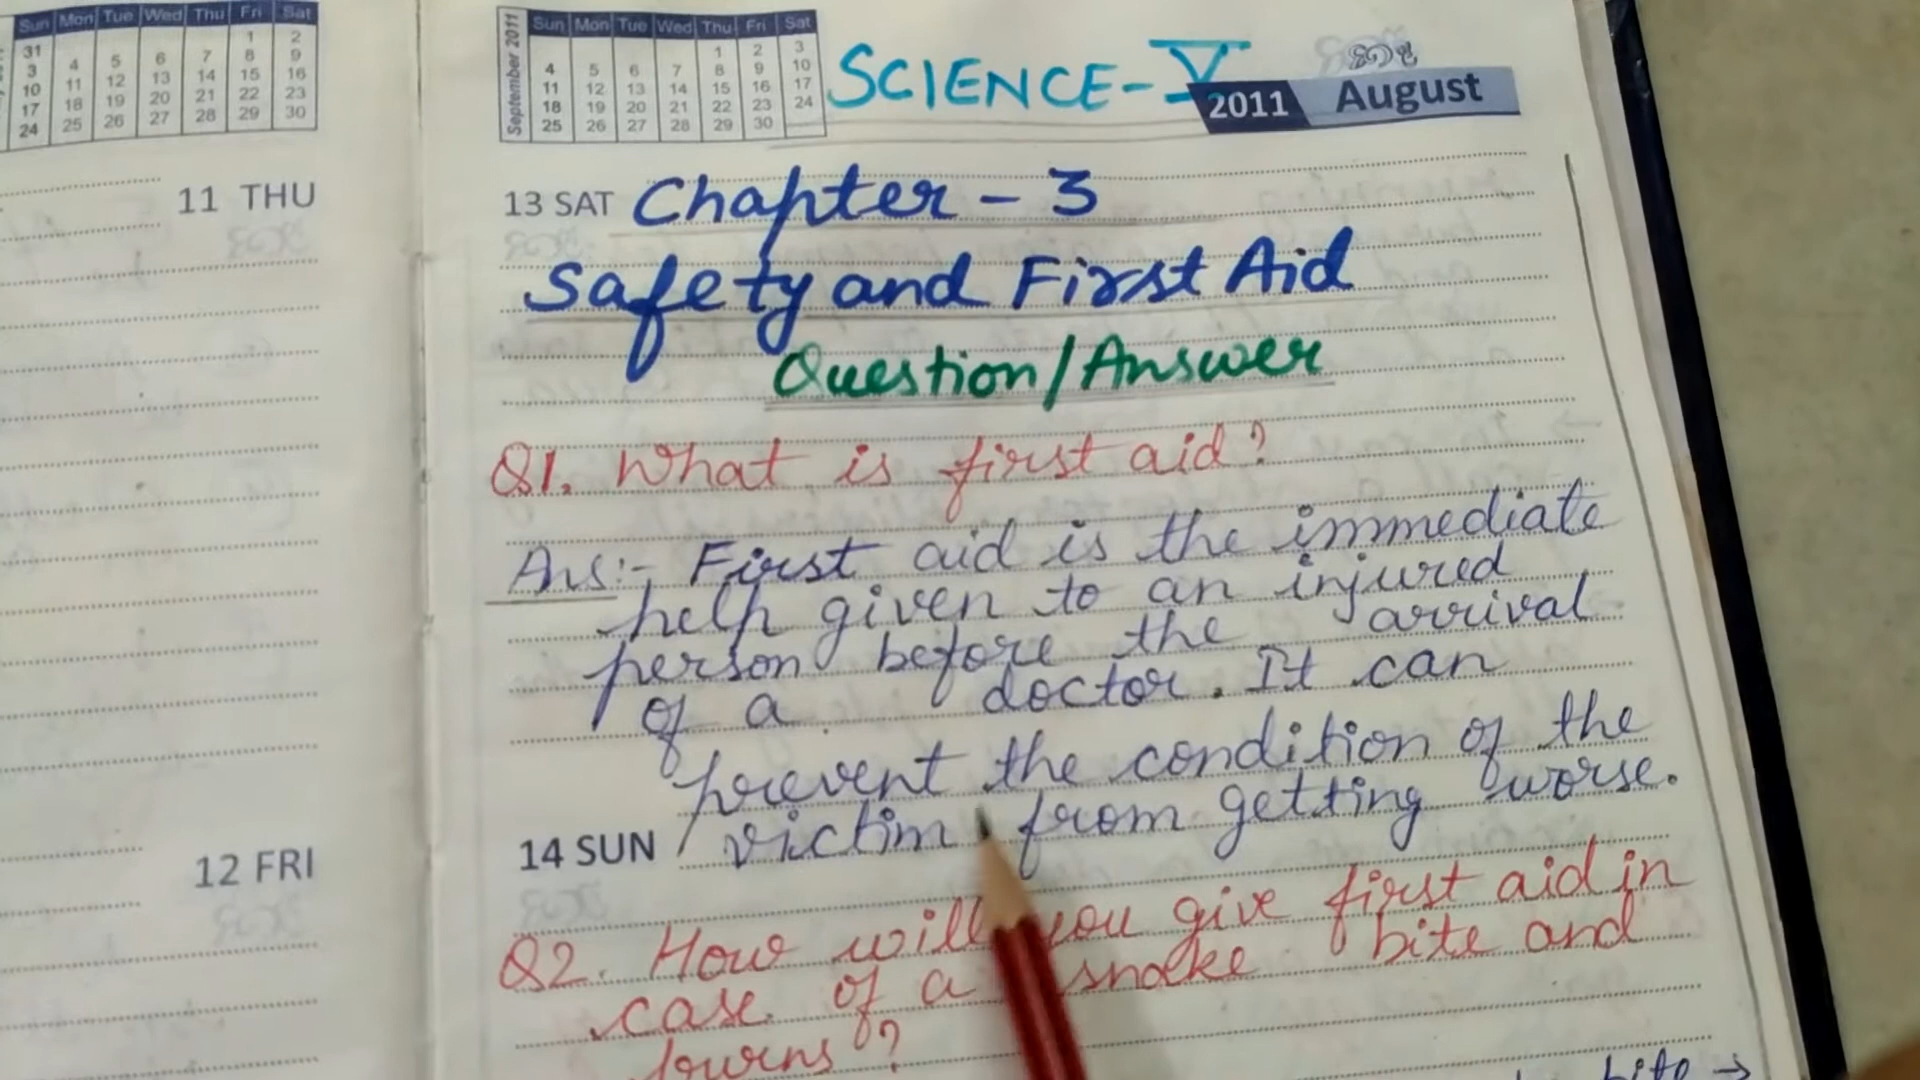 Sun Mon Tue Wed Thu Fri Sat
1 2
31 4 5 6 7 8 9
3 11 12 13 14 15 16
10 18 19 20 21 22 23
17 25 26 27 28 29 30
24
11 THU
12 FRI
September 2011
Sun Mon Tue Wed Thu Fri Sat
1 2 3
4 5 6 7 8 9 10
11 12 13 14 15 16 17
18 19 20 21 22 23 24
25 26 27 28 29 30
SCIENCE-V
2011 August
13 SAT Chapter - 3
Safety and First Aid
Question/Answer
Q1. What is first aid?
Ans:- First aid is the immediate
help given to an injured
person before the arrival
of a doctor. It can
prevent the condition of the
14 SUN victim from getting worse.
Q2. How will you give first aid in
case of a snake bite and
burns?
bite →